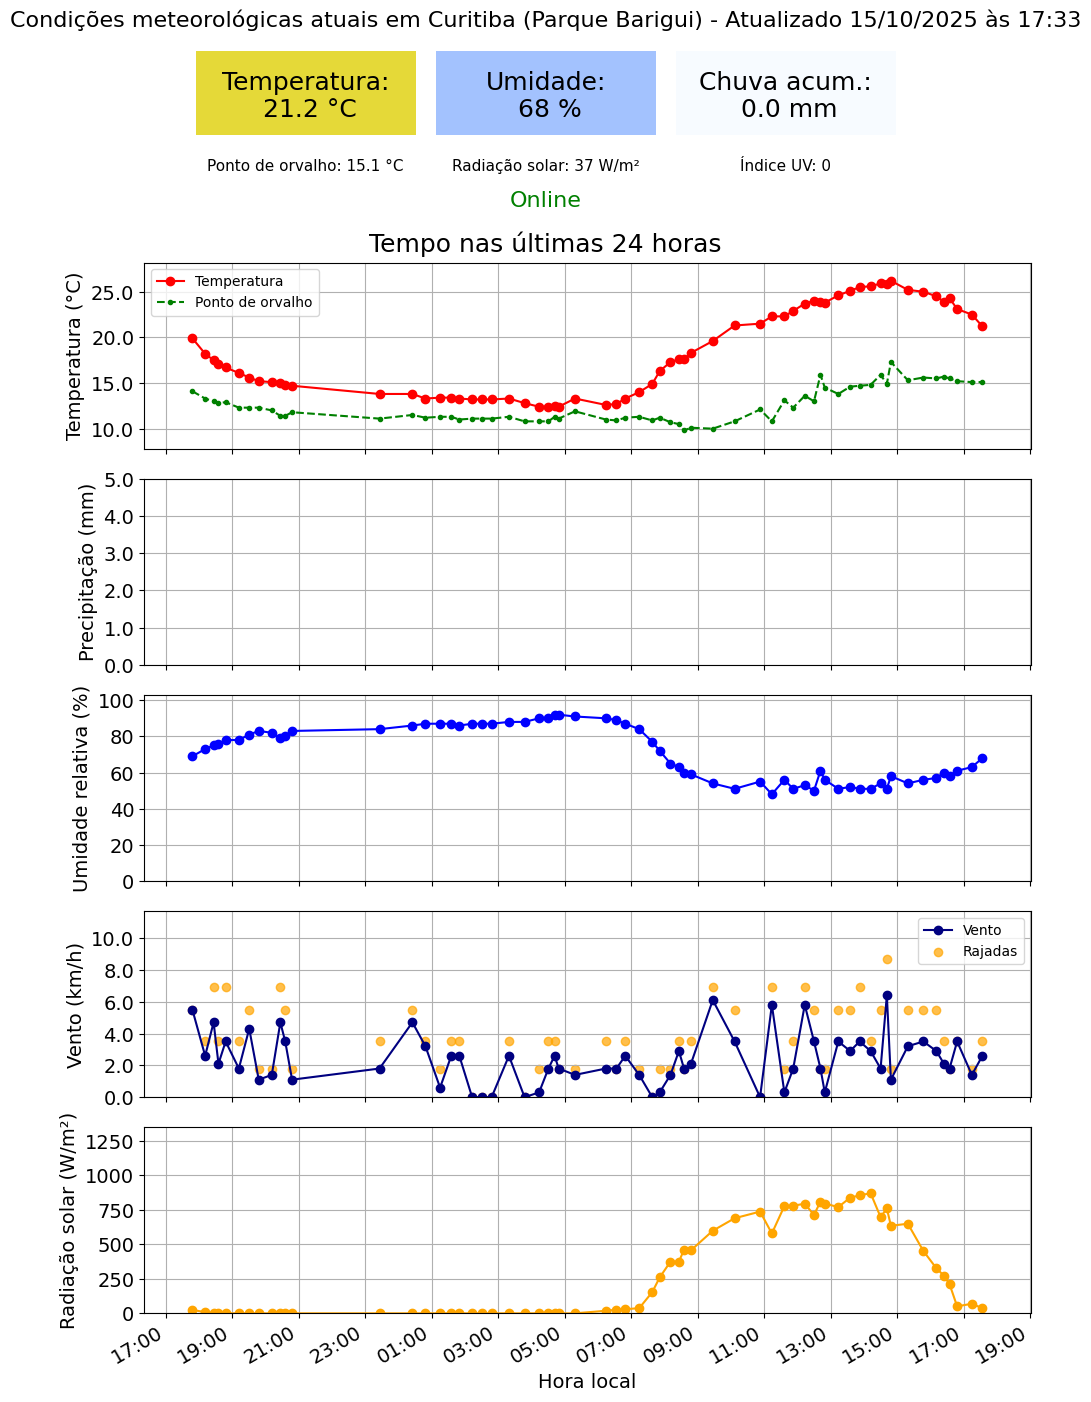 Condições meteorológicas atuais em Curitiba (Parque Barigui) - Atualizado 15/10/2025 às 17:33
Temperatura:
21.2 °C
Umidade:
68 %
Chuva acum.:
0.0 mm
Ponto de orvalho: 15.1 °C
Radiação solar: 37 W/m²
Índice UV: 0
Online
Tempo nas últimas 24 horas
Temperatura (°C)
25.0
20.0
15.0
10.0
Temperatura
Ponto de orvalho
Precipitação (mm)
5.0
4.0
3.0
2.0
1.0
0.0
Umidade relativa (%)
100
80
60
40
20
0
Vento (km/h)
10.0
8.0
6.0
4.0
2.0
0.0
Vento
Rajadas
Radiação solar (W/m²)
1250
1000
750
500
250
0
17:00
19:00
21:00
23:00
01:00
03:00
05:00
07:00
09:00
11:00
13:00
15:00
17:00
19:00
Hora local